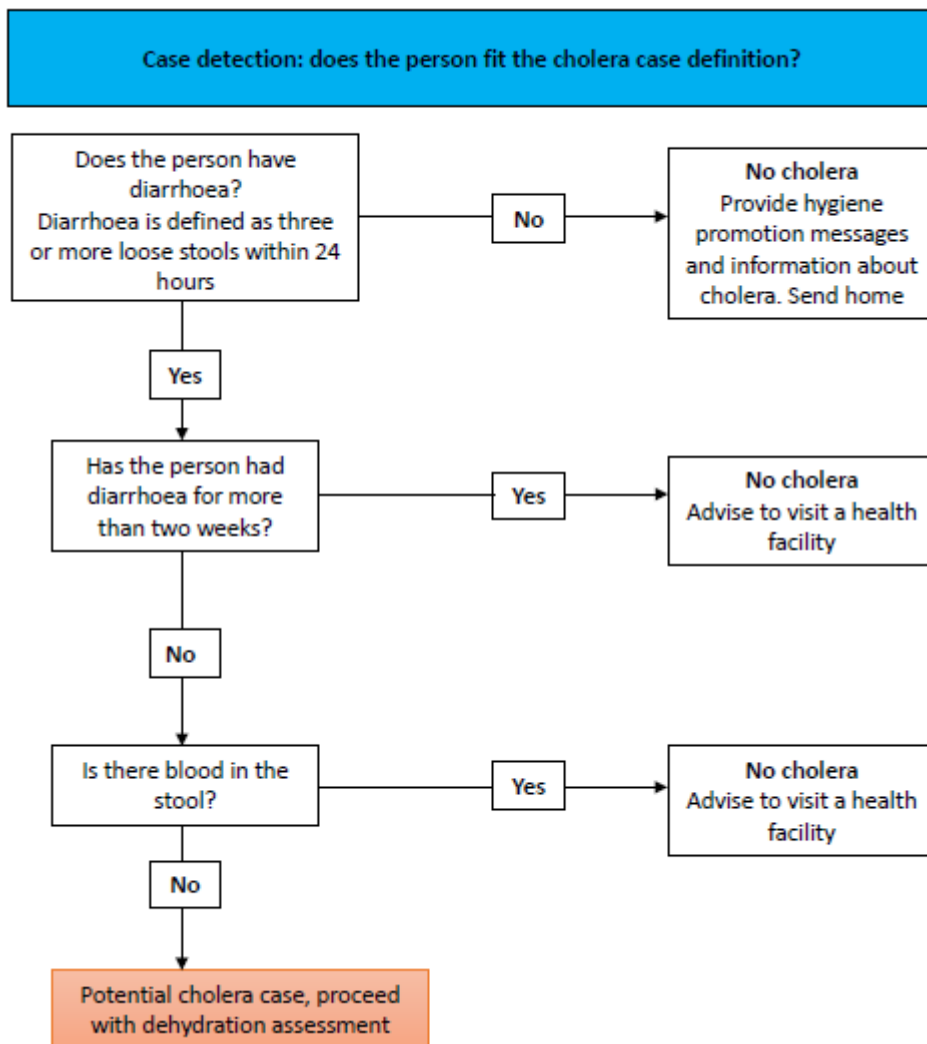 Case detection: does the person fit the cholera case definition?
Does the person have
diarrhoea?
Diarrhoea is defined as three
or more loose stools within 24
hours
No
No cholera
Provide hygiene
promotion messages
and information about
cholera. Send home
Yes
Has the person had
diarrhoea for more
than two weeks?
Yes
No cholera
Advise to visit a health
facility
No
Is there blood in the
stool?
Yes
No cholera
Advise to visit a health
facility
No
Potential cholera case, proceed
with dehydration assessment